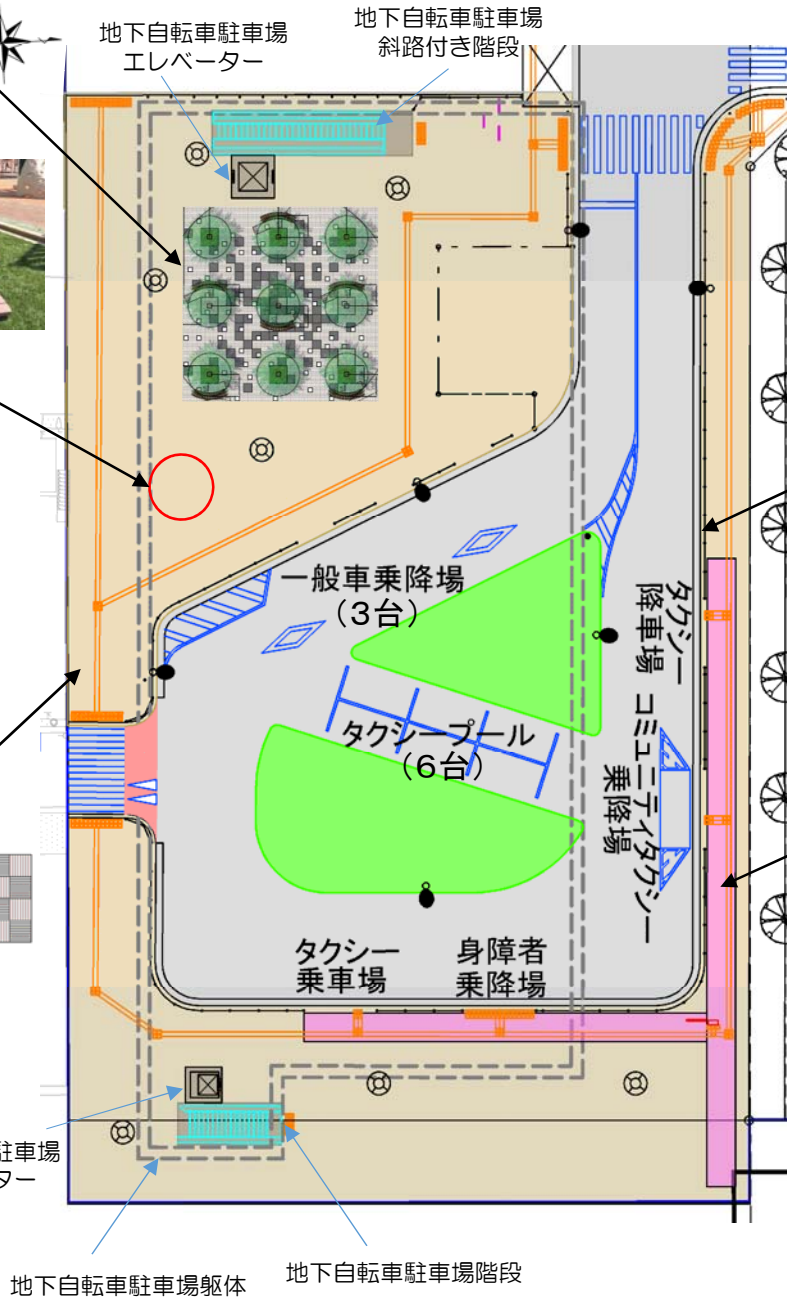 地下自転車駐車場
エレベーター
地下自転車駐車場
斜路付き階段
一般車乗降場
（3台）
タクシー
降車場
タクシープール
（6台）
コミュニティタクシー
乗降場
タクシー
乗車場
身障者
乗降場
駐車場
ター
地下自転車駐車場躯体
地下自転車駐車場階段